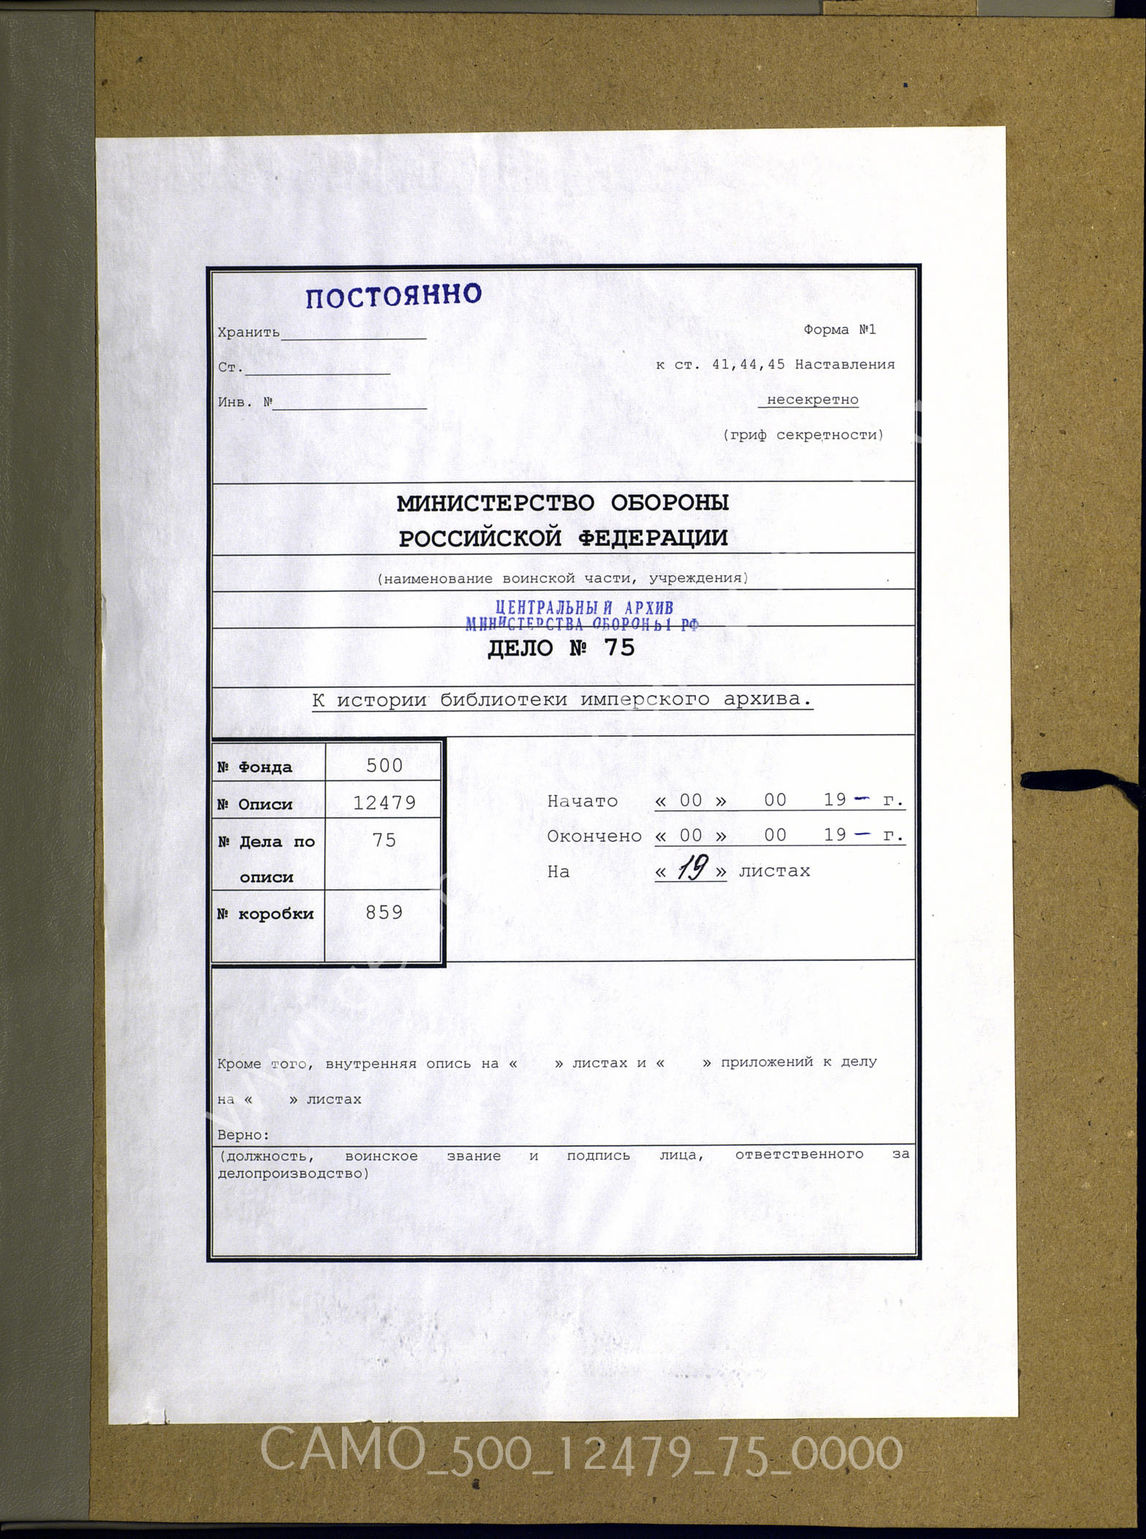 ПОСТОЯННО
Хранить
Форма №1
Ст.
к ст. 41,44,45 Наставления
Инв. №
несекретно
(гриф секретности)
МИНИСТЕРСТВО ОБОРОНЫ
РОССИЙСКОЙ ФЕДЕРАЦИИ
(наименование воинской части, учреждения)
ЦЕНТРАЛЬНЫЙ АРХИВ
МИНИСТЕРСТВА ОБОРОНЫ РФ
ДЕЛО № 75
К истории библиотеки имперского архива.
№ Фонда 500
№ Описи 12479
№ Дела по 75
описи
№ коробки 859
Начато « 00 » 00 19 — г.
Окончено « 00 » 00 19 — г.
На « 19 » листах
Кроме того, внутренняя опись на « » листах и « » приложений к делу
на « » листах
Верно:
(должность, воинское звание и подпись лица, ответственного за
делопроизводство)
CAMO_500_12479_75_0000